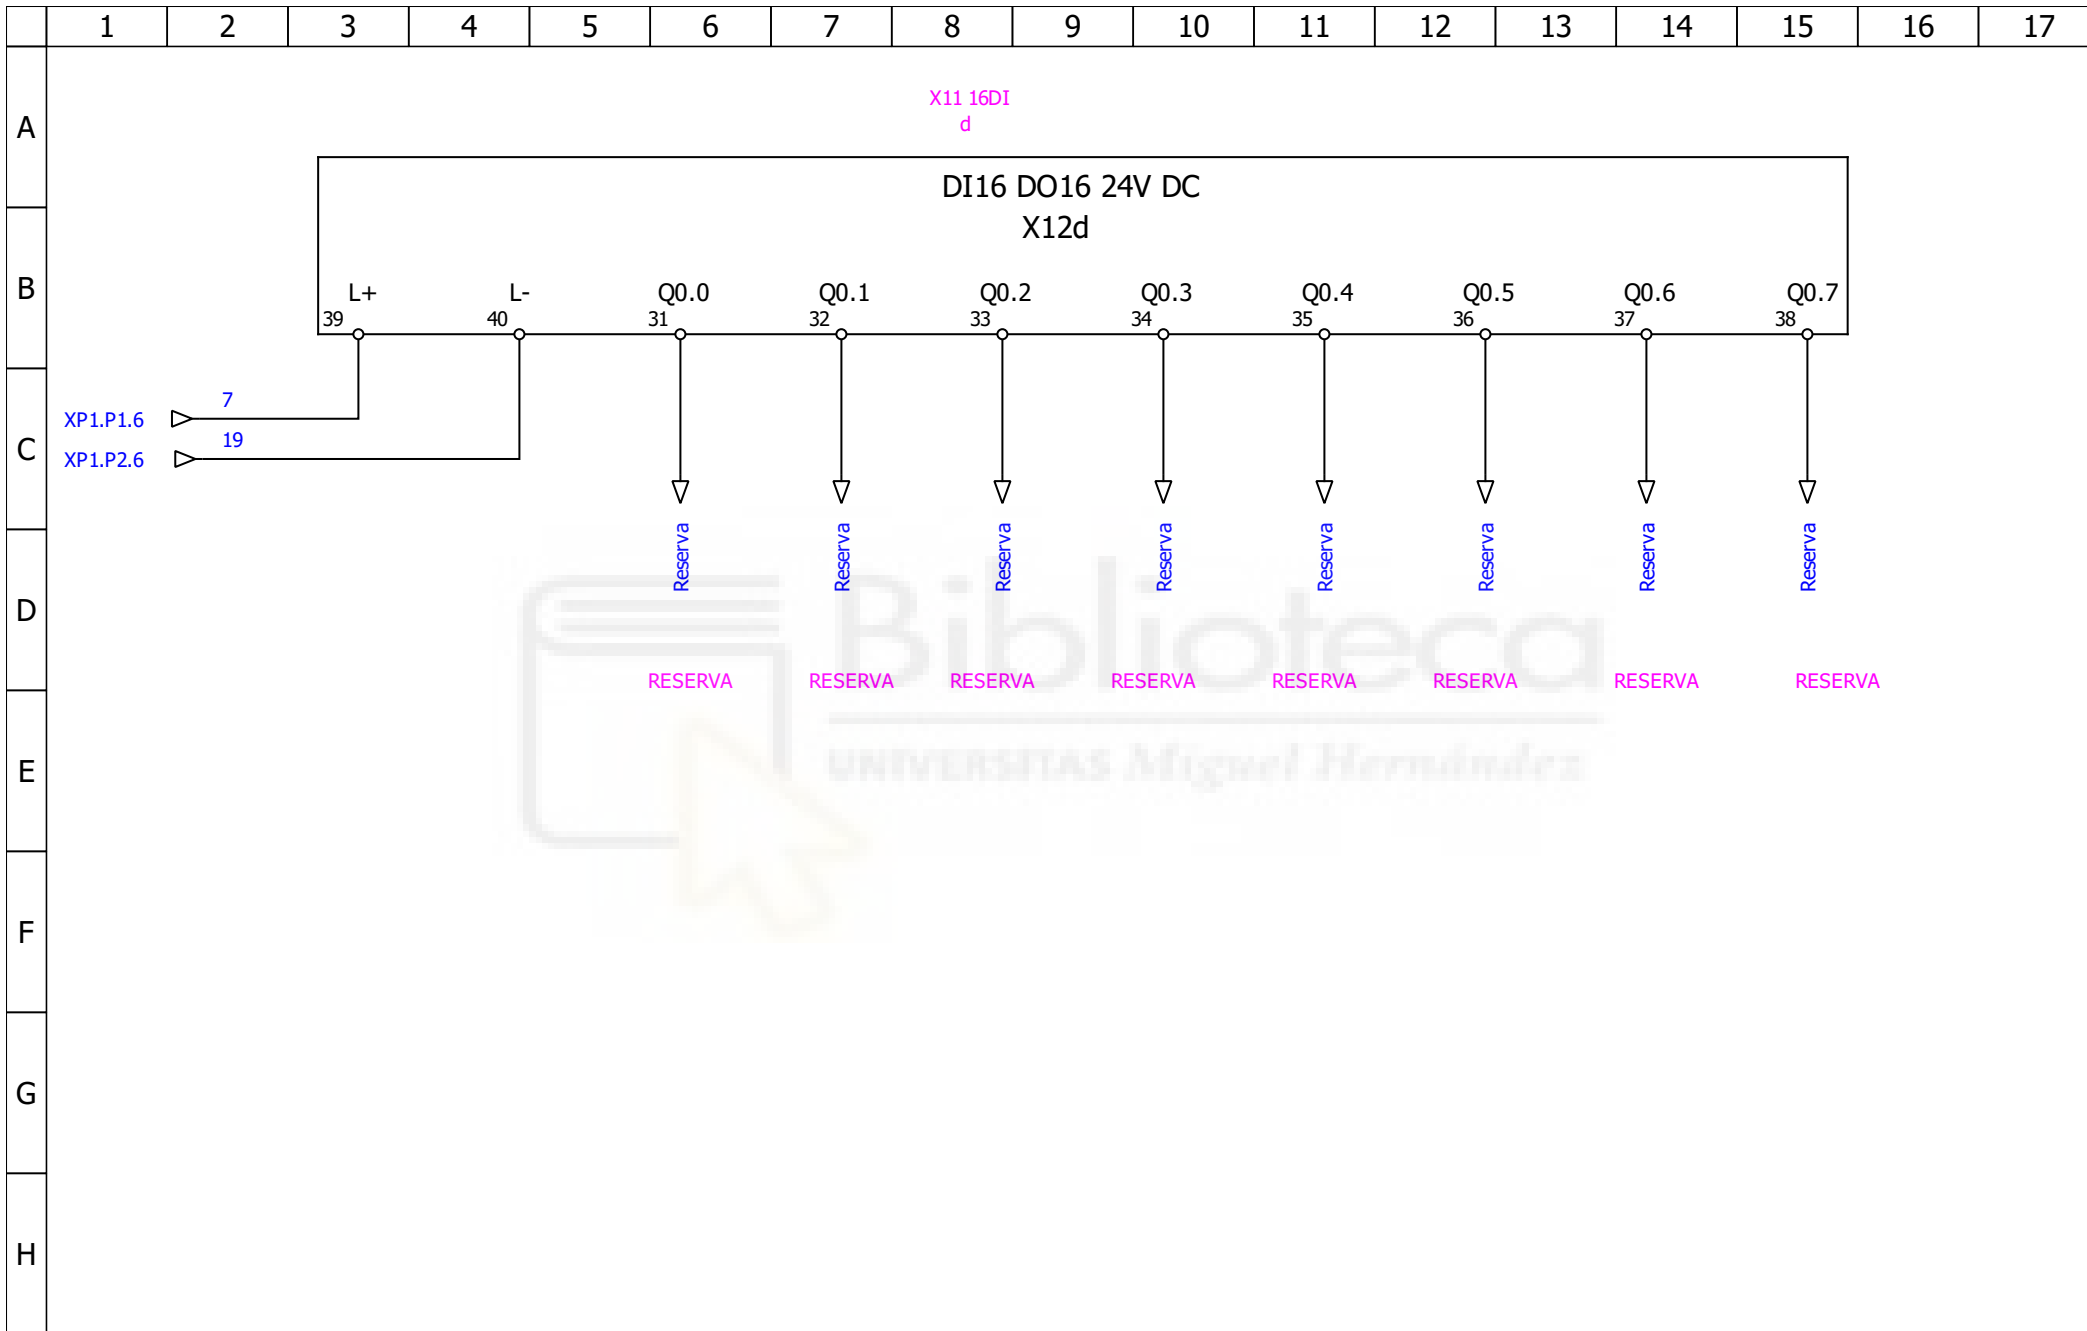 1 2 3 4 5 6 7 8 9 10 11 12 13 14 15 16 17
A
X11 16DI
d
DI16 DO16 24V DC
X12d
B
L+ L- Q0.0 Q0.1 Q0.2 Q0.3 Q0.4 Q0.5 Q0.6 Q0.7
39 40 31 32 33 34 35 36 37 38
7
XP1.P1.6
19
C
XP1.P2.6
Reserva Reserva Reserva Reserva Reserva Reserva Reserva Reserva
D
Biblioteca
RESERVA RESERVA RESERVA RESERVA RESERVA RESERVA RESERVA RESERVA
UNIVERSITAS Miguel Hernández
E
F
G
H